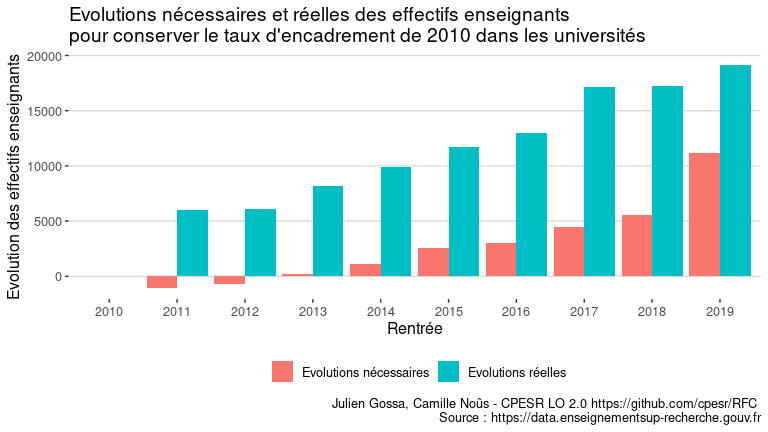 Evolutions nécessaires et réelles des effectifs enseignants
pour conserver le taux d'encadrement de 2010 dans les universités
Evolution des effectifs enseignants
20000
15000
10000
5000
0
2010 2011 2012 2013 2014 2015 2016 2017 2018 2019
Rentrée
Evolutions nécessaires Evolutions réelles
Julien Gossa, Camille Noûs - CPESR LO 2.0 https://github.com/cpesr/RFC
Source : https://data.enseignementsup-recherche.gouv.fr